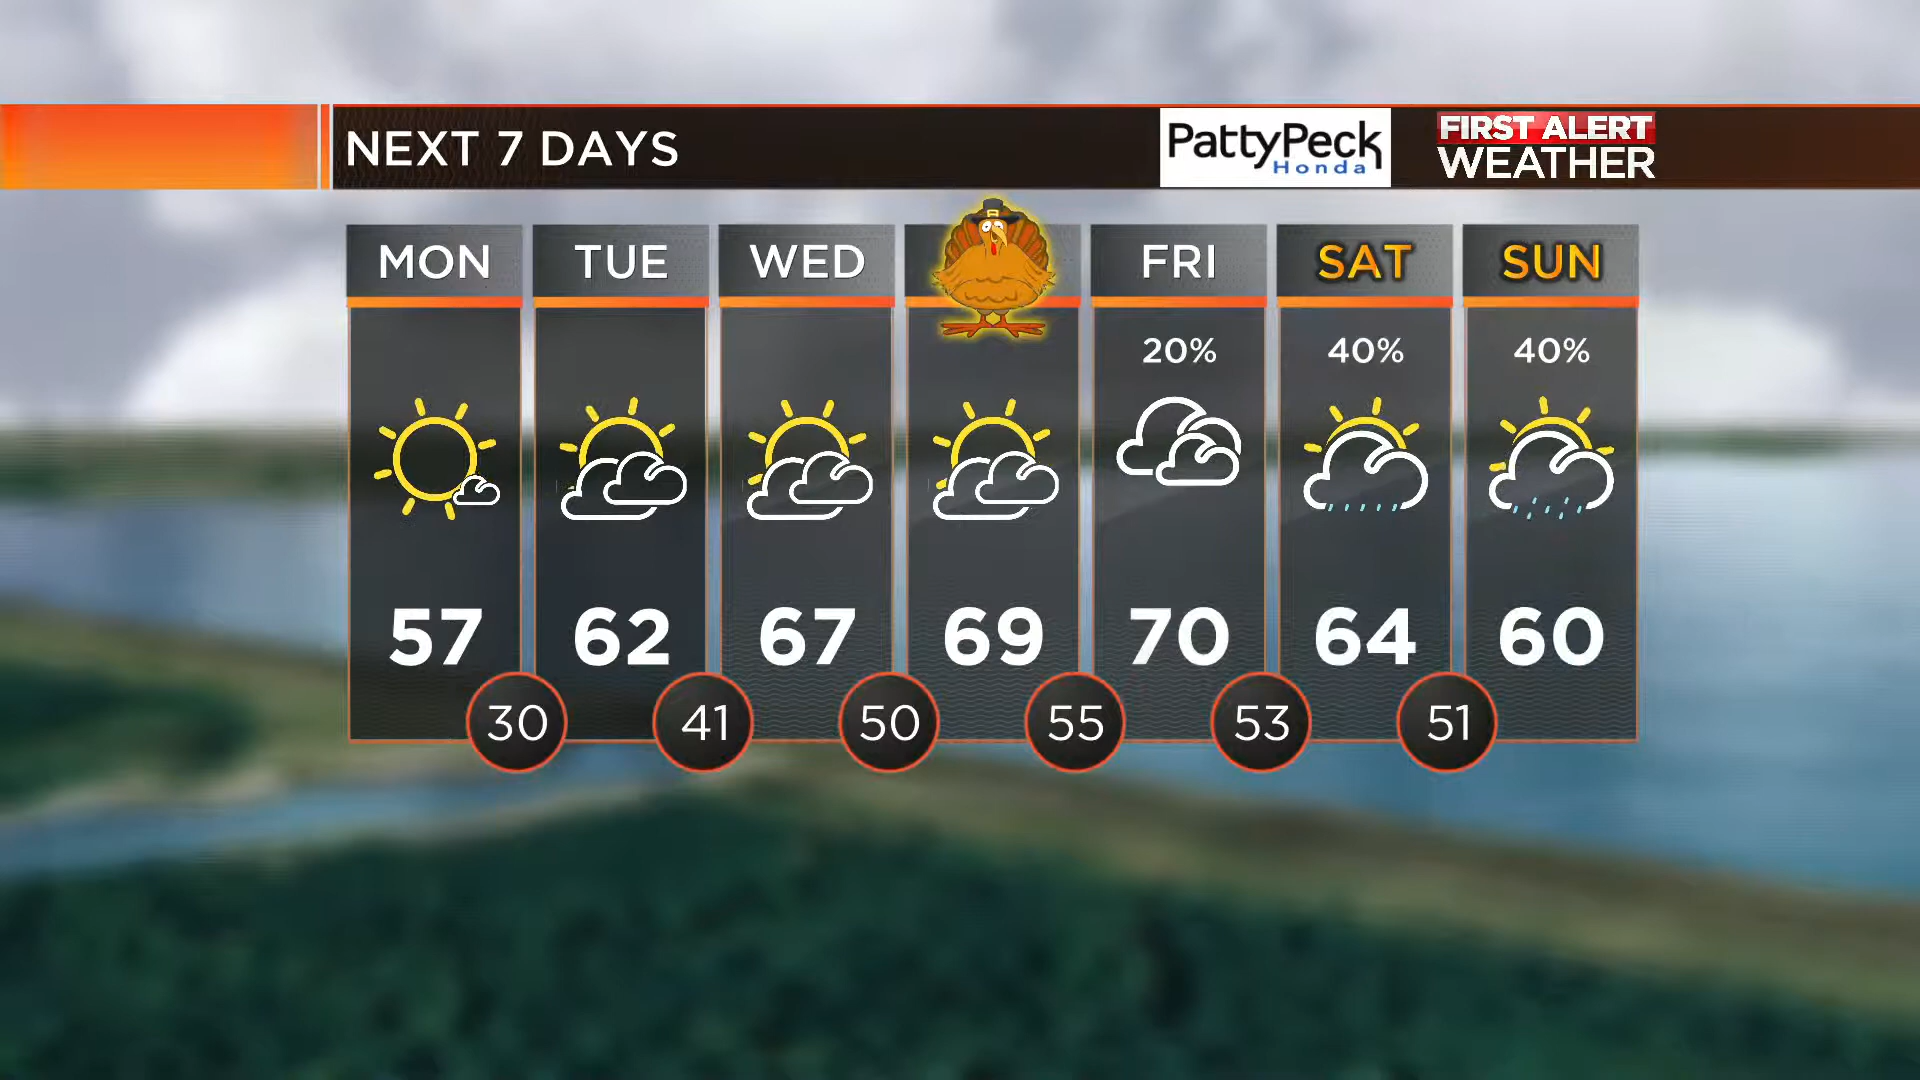 NEXT 7 DAYS
PattyPeck
Honda
FIRST ALERT
WEATHER
MON TUE WED FRI SAT SUN
20% 40% 40%
57 62 67 69 70 64 60
30 41 50 55 53 51